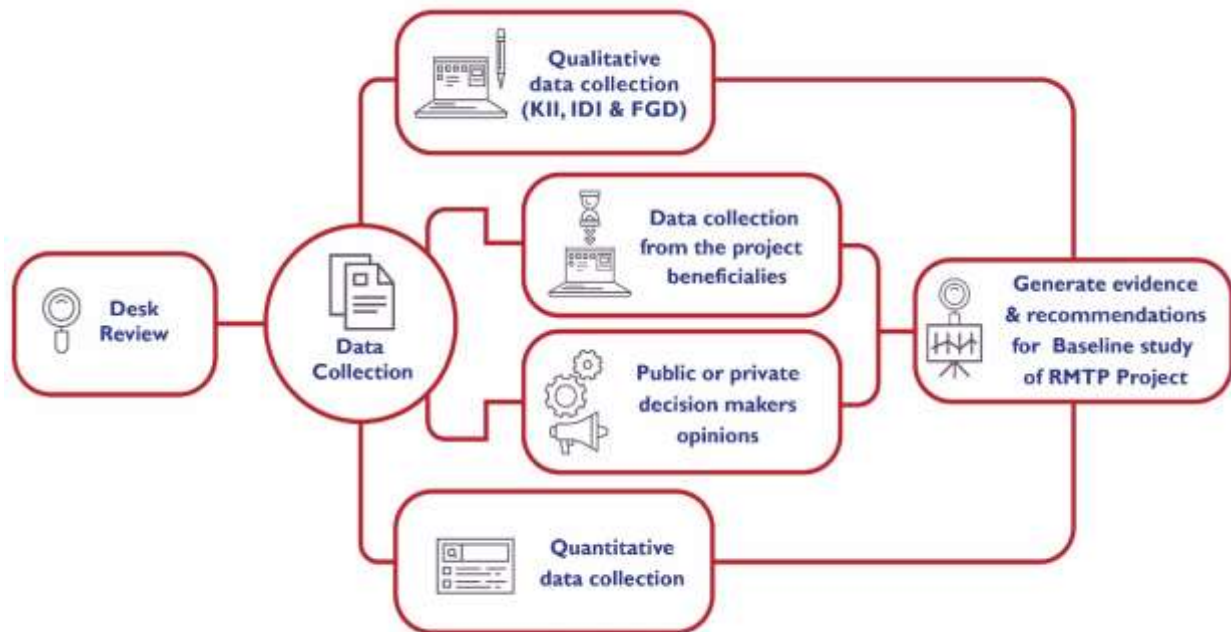 Qualitative
data collection
(KII, IDI & FGD)
Data collection
from the project
beneficialies
Desk
Review
Data
Collection
Generate evidence
& recommendations
for Baseline study
of RMTP Project
Public or private
decision makers
opinions
Quantitative
data collection